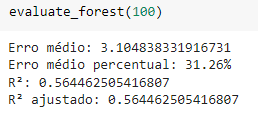 evaluate_forest(100)
Erro médio: 3.104838331916731
Erro médio percentual: 31.26%
R²: 0.564462505416807
R² ajustado: 0.564462505416807